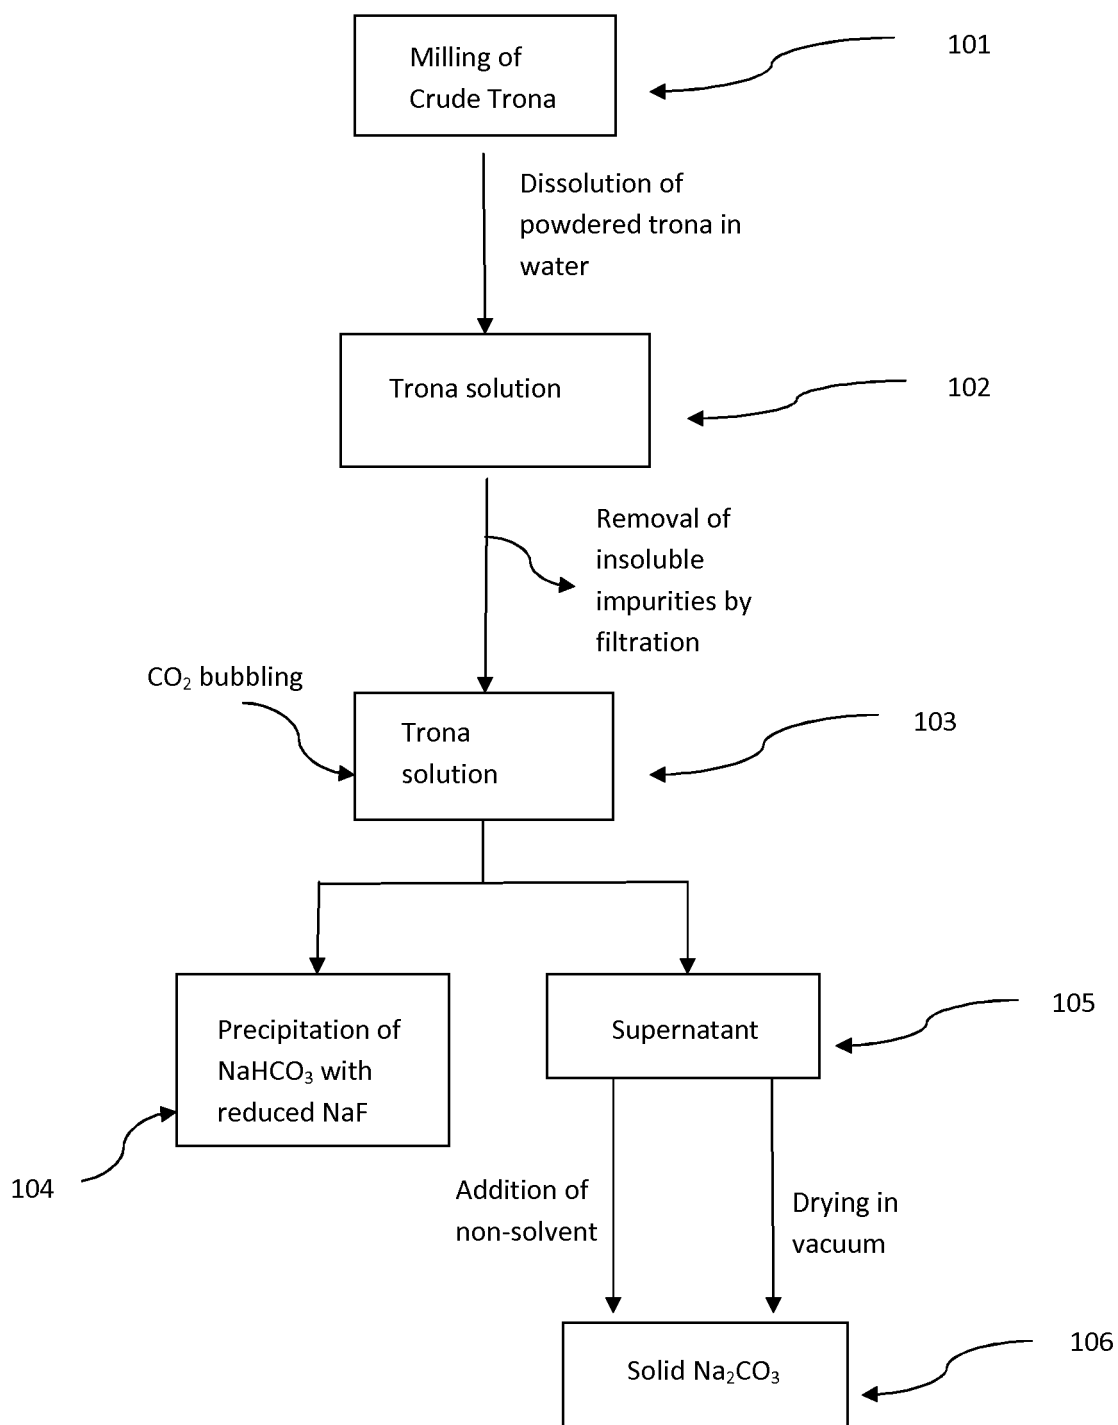 Milling of
Crude Trona
101
Dissolution of
powdered trona in
water
Trona solution
102
Removal of
insoluble
impurities by
filtration
CO₂ bubbling
Trona
solution
103
Precipitation of
NaHCO₃ with
reduced NaF
104
Supernatant
105
Addition of
non-solvent
Drying in
vacuum
Solid Na₂CO₃
106